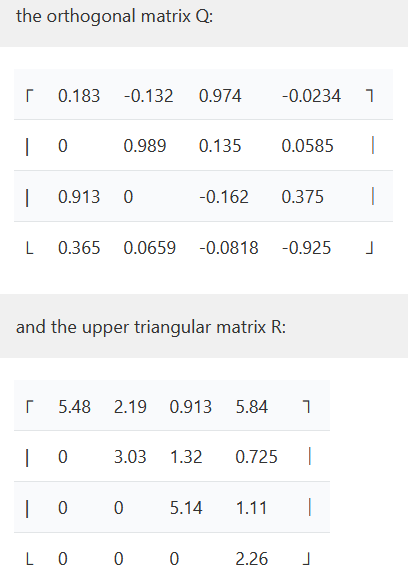 the orthogonal matrix Q:
⌈ 0.183 -0.132 0.974 -0.0234 ⌉
| 0 0.989 0.135 0.0585 |
| 0.913 0 -0.162 0.375 |
⌊ 0.365 0.0659 -0.0818 -0.925 ⌋
and the upper triangular matrix R:
⌈ 5.48 2.19 0.913 5.84 ⌉
| 0 3.03 1.32 0.725 |
| 0 0 5.14 1.11 |
⌊ 0 0 0 2.26 ⌋